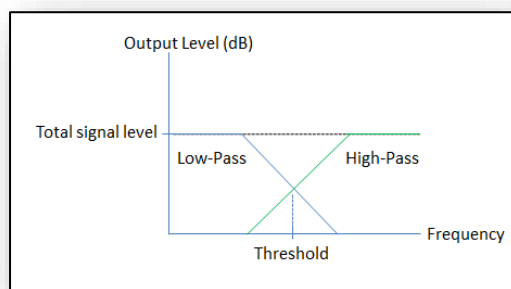 Output Level (dB)
Total signal level
Low-Pass
High-Pass
Frequency
Threshold